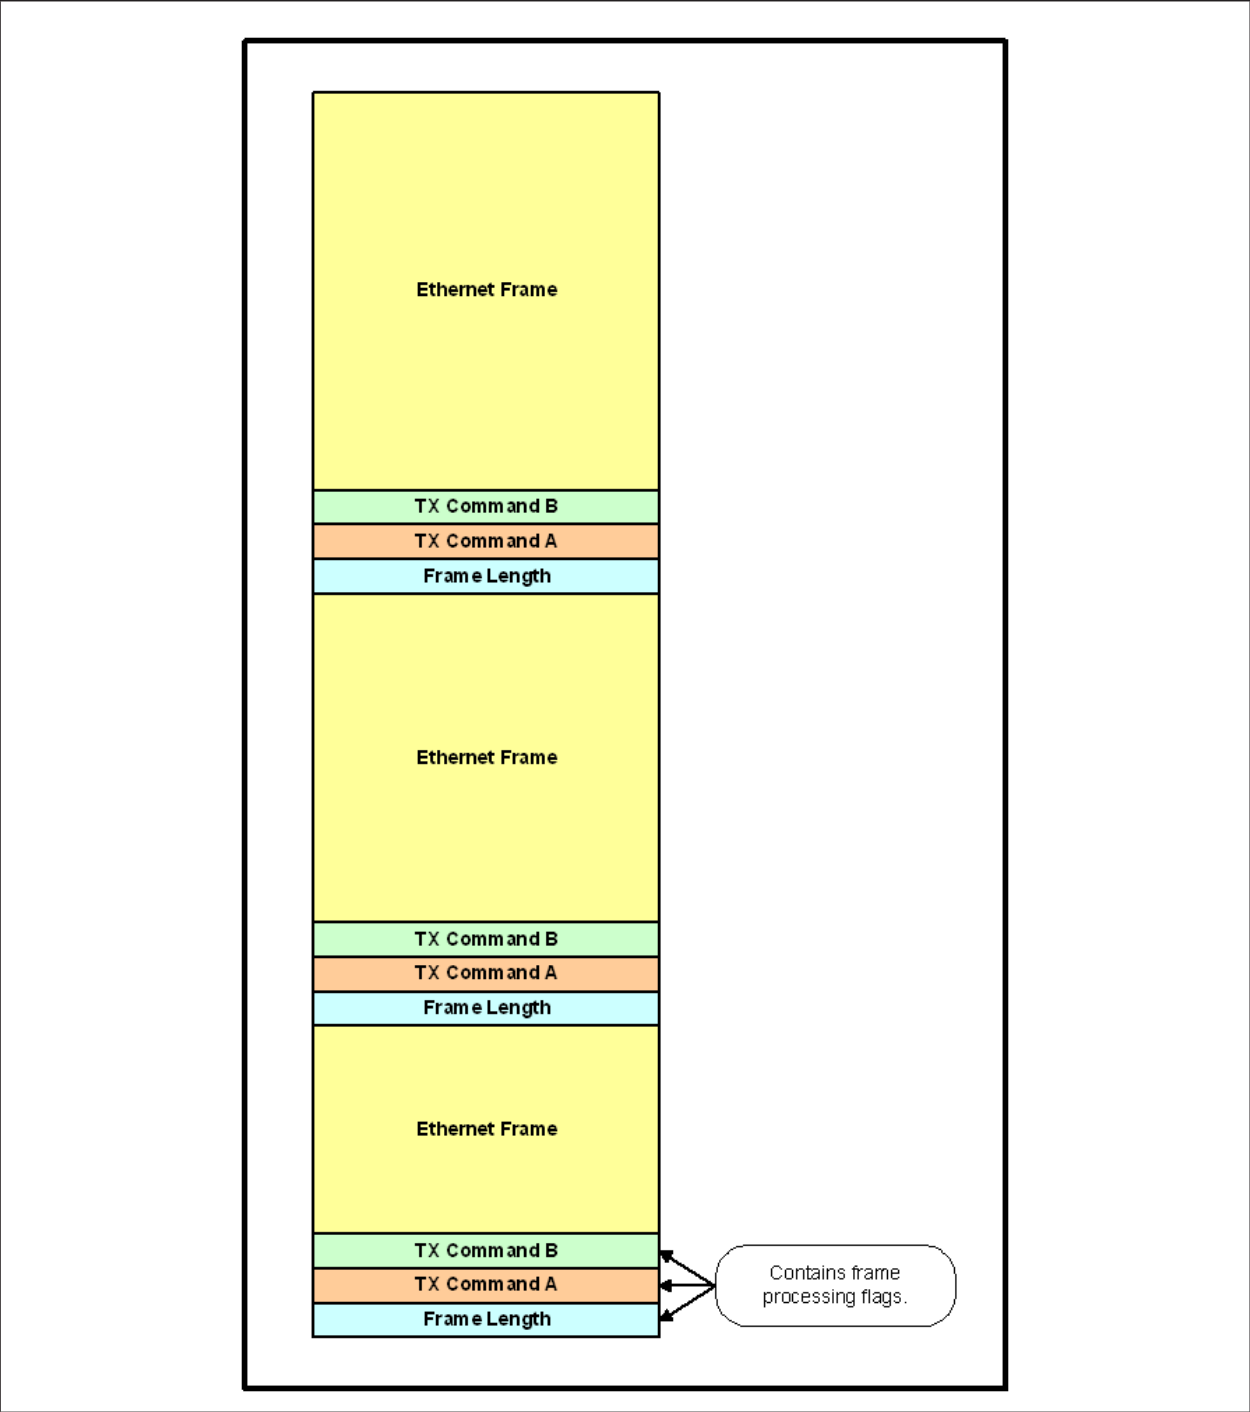 Ethernet Frame
TX Command B
TX Command A
Frame Length
Ethernet Frame
TX Command B
TX Command A
Frame Length
Ethernet Frame
TX Command B
TX Command A
Frame Length
Contains frame
processing flags.